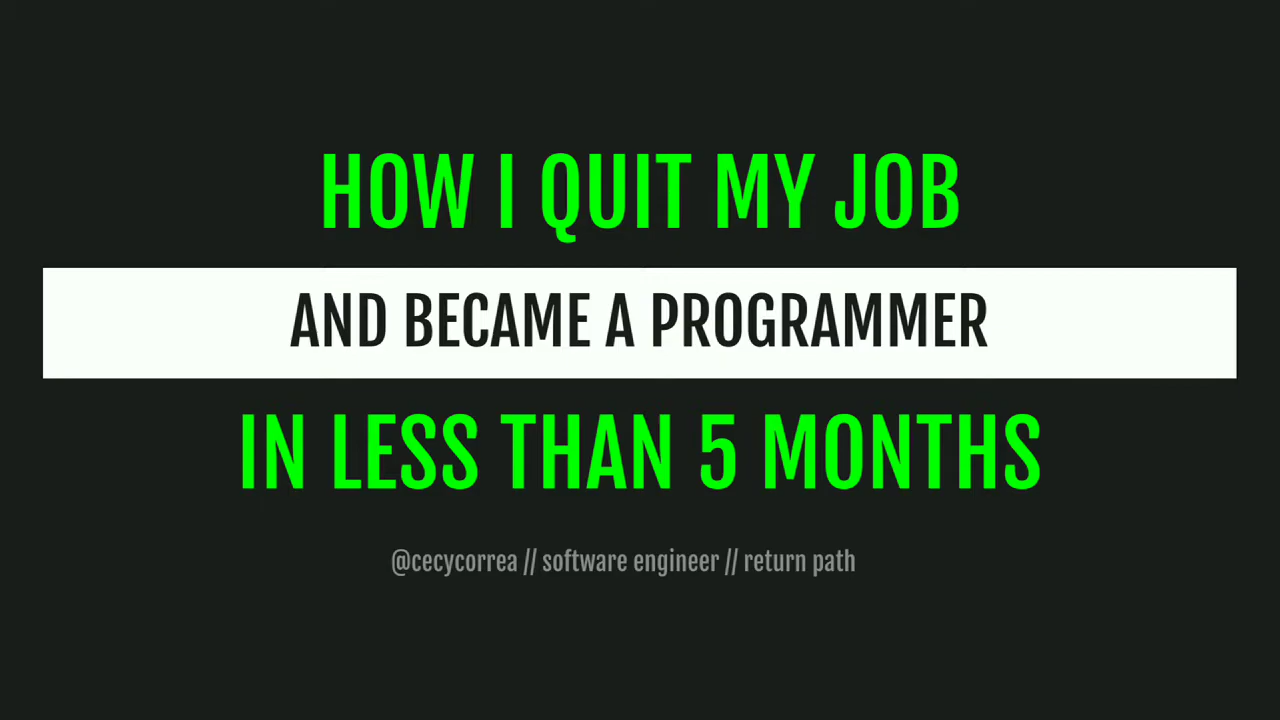 HOW I QUIT MY JOB
AND BECAME A PROGRAMMER
IN LESS THAN 5 MONTHS
@cecycorrea // software engineer // return path